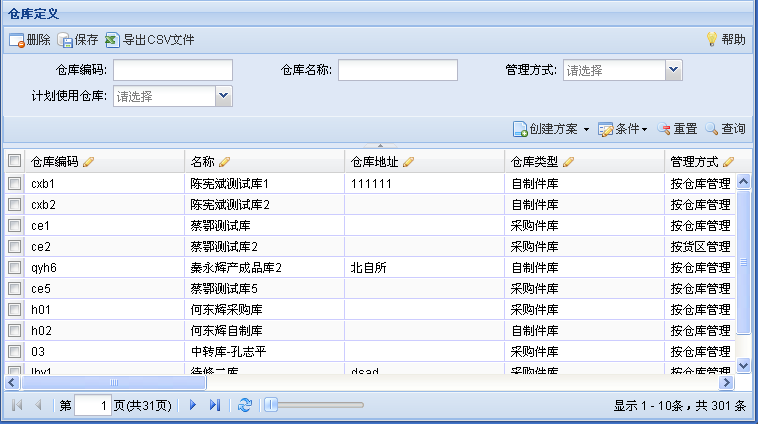 仓库定义
删除 保存 导出CSV文件 帮助
仓库编码: 仓库名称: 管理方式: 请选择
计划使用仓库: 请选择
创建方案 条件 重置 查询
仓库编码 名称 仓库地址 仓库类型 管理方式
cxb1 陈宪斌测试库1 111111 自制件库 按仓库管理
cxb2 陈宪斌测试库2 自制件库 按仓库管理
ce1 蔡鄂测试库 采购件库 按仓库管理
ce2 蔡鄂测试库2 采购件库 按货区管理
qyh6 秦永辉产成品库2 北自所 自制件库 按仓库管理
ce5 蔡鄂测试库5 采购件库 按仓库管理
h01 何东辉采购库 采购件库 按仓库管理
h02 何东辉自制库 自制件库 按仓库管理
03 中转库-孔志平 采购件库 按仓库管理
lhy1 待修二库 dsad 采购件库 按仓库管理
第 1 页(共31页) 显示 1 - 10条，共 301 条